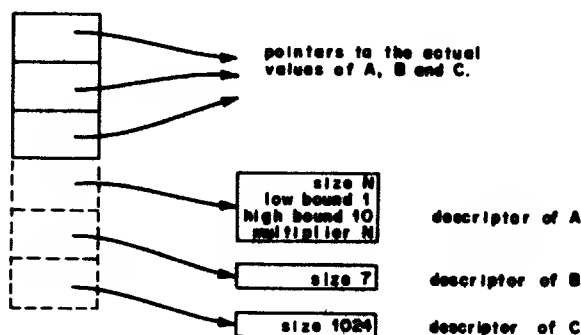 pointers to the actual
values of A, B and C.
size N
low bound 1
high bound 10
multiplier N
descriptor of A
size 7
descriptor of B
size 1024
descriptor of C